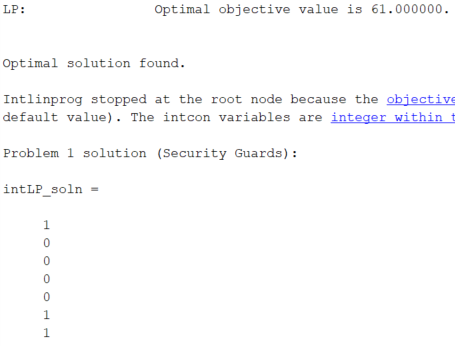 LP: Optimal objective value is 61.000000.
Optimal solution found.
Intlinprog stopped at the root node because the objective
default value). The intcon variables are integer within
Problem 1 solution (Security Guards):
intLP_soln =
1
0
0
0
0
1
1